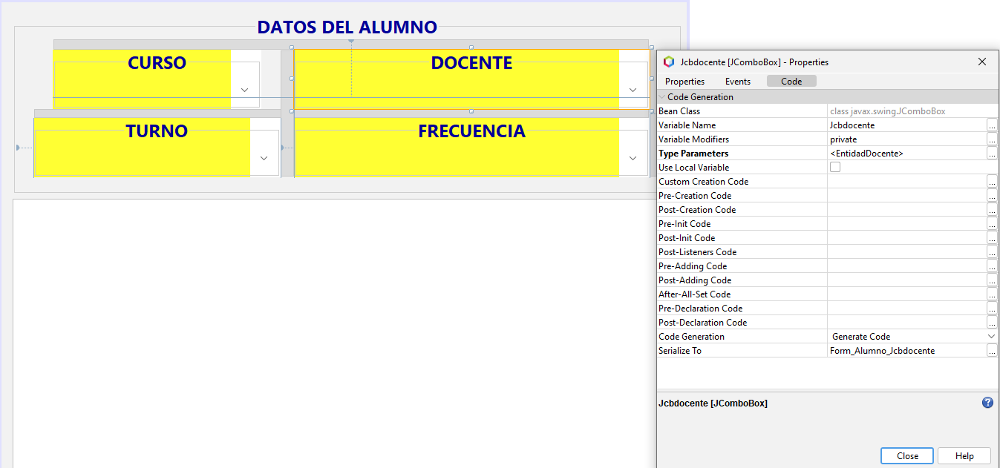 DATOS DEL ALUMNO
CURSO
DOCENTE
TURNO
FRECUENCIA
Jcbdocente [JComboBox] - Properties
Properties Events Code
Code Generation
Bean Class class javax.swing.JComboBox
Variable Name Jcbdocente ...
Variable Modifiers private ...
Type Parameters <EntidadDocente> ...
Use Local Variable
Custom Creation Code ...
Pre-Creation Code ...
Post-Creation Code ...
Pre-Init Code ...
Post-Init Code ...
Post-Listeners Code ...
Pre-Adding Code ...
Post-Adding Code ...
After-All-Set Code ...
Pre-Declaration Code ...
Post-Declaration Code ...
Code Generation Generate Code
Serialize To Form_Alumno_Jcbdocente ...
Jcbdocente [JComboBox] ?
Close Help